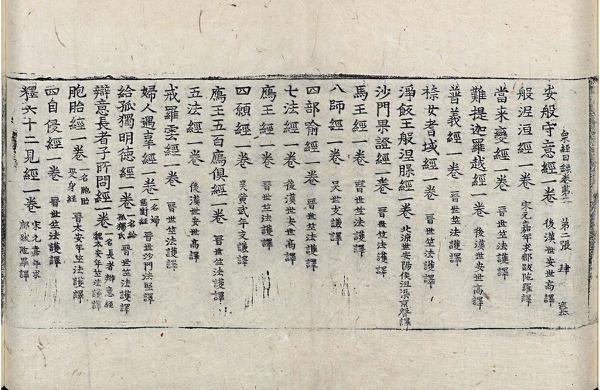 衆經目錄卷第二 第二張 肆
安般守意經一卷 後漢世安世高譯
般泥洹經一卷 宋元嘉年求那跋陀羅譯
當來變經一卷 晉世竺法護譯
難提迦羅越經一卷 後漢世安世高譯
普義經一卷 晉世竺法護譯
㮈女耆域經一卷 後漢世安世高譯
淨飯王般涅槃經一卷 北涼世安陽侯沮渠京聲譯
沙門果證經一卷 晉世竺法護譯
馬王經一卷 晉世竺法護譯
八師經一卷 吳世支謙譯
四部喻經一卷 晉世竺法護譯
七法經一卷 後漢世安世高譯
鴈王經一卷 晉世竺法護譯
四願經一卷 吳黃武年支謙譯
鴈王五百鴈俱經一卷 晉世竺法護譯
五法經一卷 後漢世安世高譯
戒羅雲經一卷 晉世竺法護譯
婦人遇辜經一卷 一名婦遇對經 晉世沙門法堅譯
給孤獨明德經一卷 一名給孤獨氏 晉世竺法護譯
辯意長者子所問經一卷 一名長者辯意經 晉太安年竺法護譯
胞胎經一卷 一名胞胎受身經 晉太安年竺法護譯
四自侵經一卷 晉世竺法護譯
釋六十二見經一卷 宋元嘉年求那跋陀羅譯